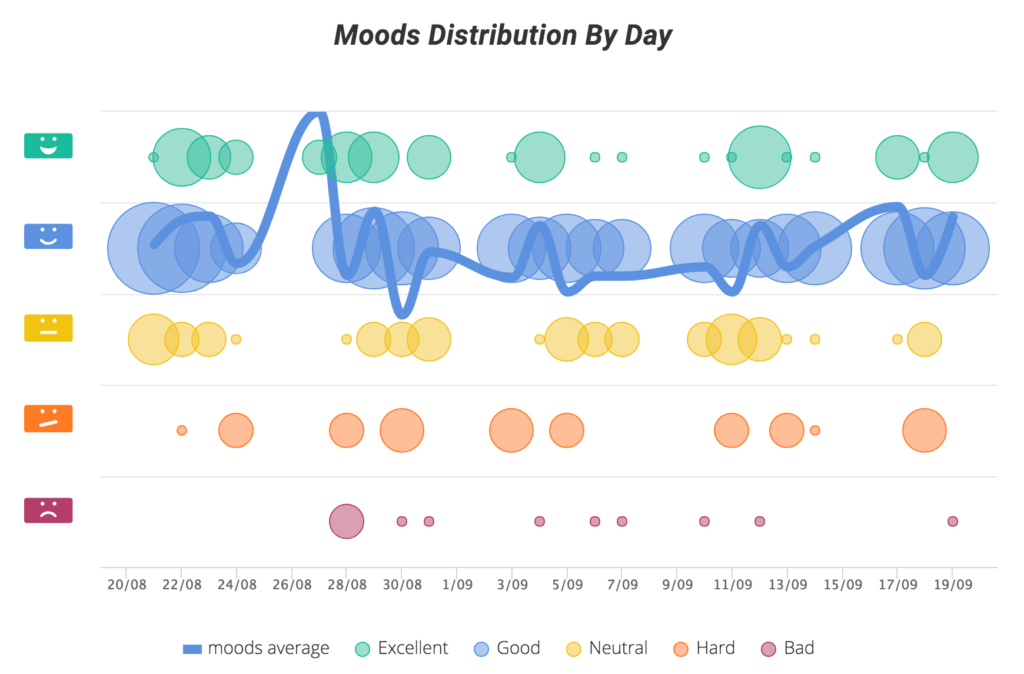 Moods Distribution By Day
20/08 22/08 24/08 26/08 28/08 30/08 1/09 3/09 5/09 7/09 9/09 11/09 13/09 15/09 17/09 19/09
moods average Excellent Good Neutral Hard Bad